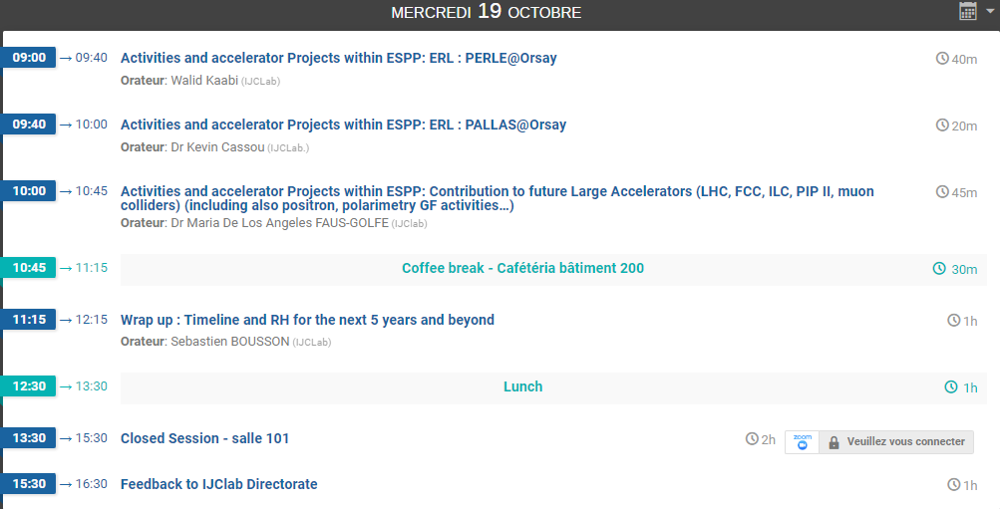 MERCREDI 19 OCTOBRE
09:00 → 09:40 Activities and accelerator Projects within ESPP: ERL : PERLE@Orsay 40m
Orateur: Walid Kaabi (IJCLab)
09:40 → 10:00 Activities and accelerator Projects within ESPP: ERL : PALLAS@Orsay 20m
Orateur: Dr Kevin Cassou (IJCLab.)
10:00 → 10:45 Activities and accelerator Projects within ESPP: Contribution to future Large Accelerators (LHC, FCC, ILC, PIP II, muon 45m
colliders) (including also positron, polarimetry GF activities…)
Orateur: Dr Maria De Los Angeles FAUS-GOLFE (IJClab)
10:45 → 11:15 Coffee break - Cafétéria bâtiment 200 30m
11:15 → 12:15 Wrap up : Timeline and RH for the next 5 years and beyond 1h
Orateur: Sebastien BOUSSON (IJCLab)
12:30 → 13:30 Lunch 1h
13:30 → 15:30 Closed Session - salle 101 2h zoom Veuillez vous connecter
15:30 → 16:30 Feedback to IJClab Directorate 1h